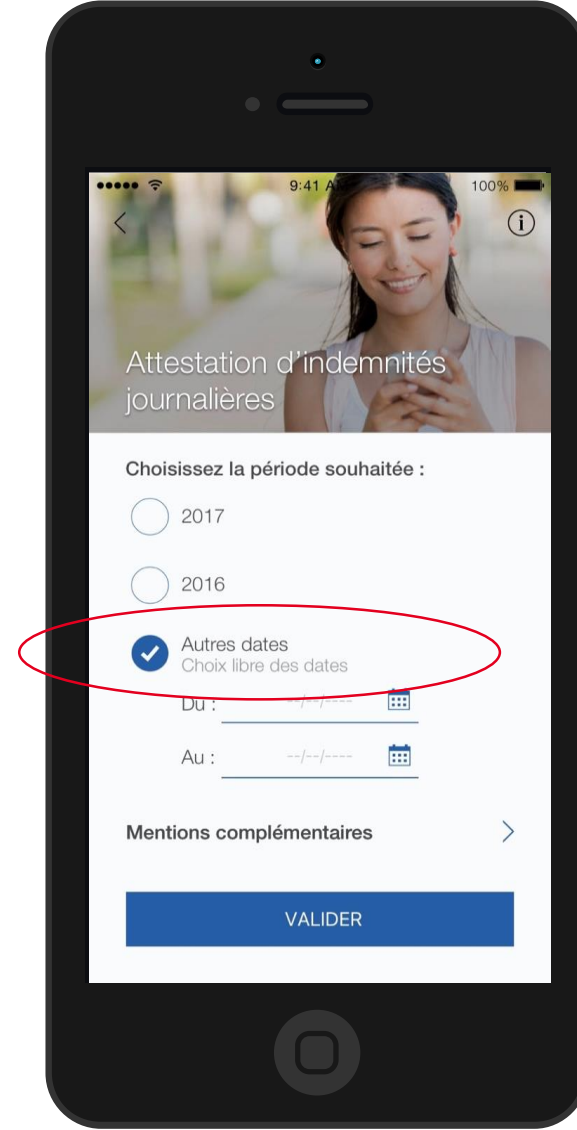 9:41 AM
100%
Attestation d'indemnités
journalières
Choisissez la période souhaitée :
2017
2016
Autres dates
Choix libre des dates
Du : --/--/----
Au : --/--/----
Mentions complémentaires
VALIDER